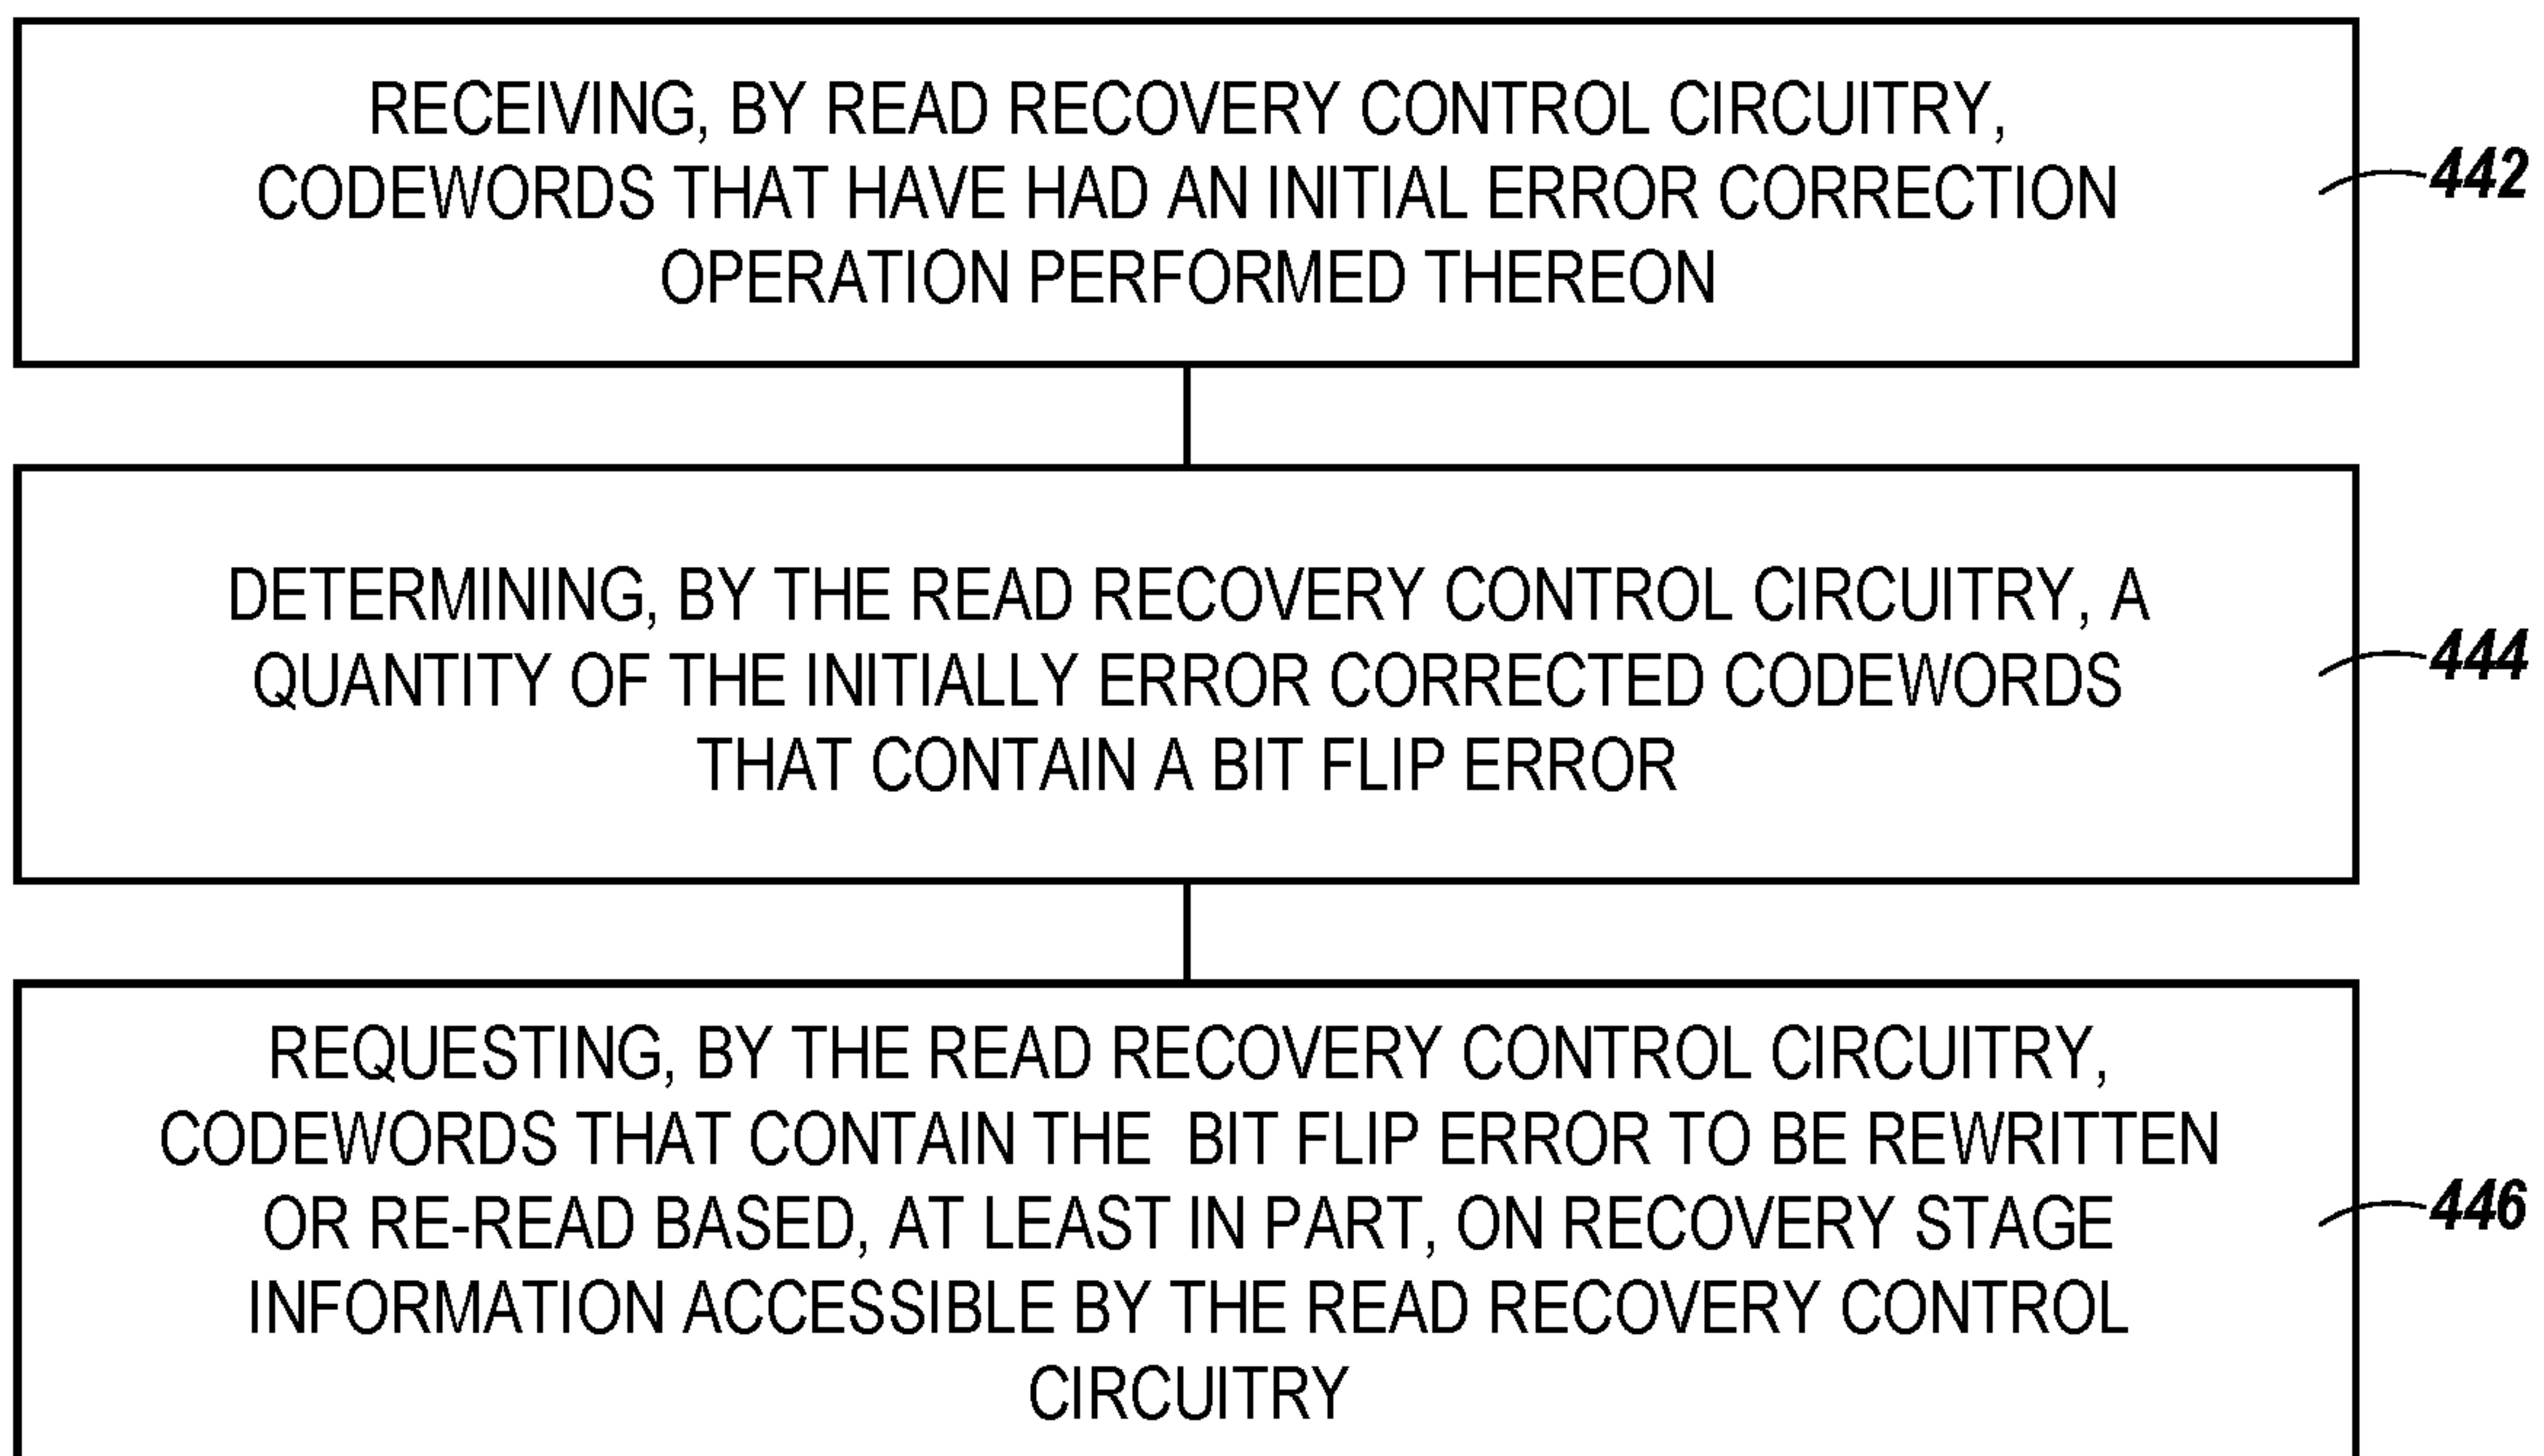 RECEIVING, BY READ RECOVERY CONTROL CIRCUITRY,
CODEWORDS THAT HAVE HAD AN INITIAL ERROR CORRECTION
OPERATION PERFORMED THEREON
442
DETERMINING, BY THE READ RECOVERY CONTROL CIRCUITRY, A
QUANTITY OF THE INITIALLY ERROR CORRECTED CODEWORDS
THAT CONTAIN A BIT FLIP ERROR
444
REQUESTING, BY THE READ RECOVERY CONTROL CIRCUITRY,
CODEWORDS THAT CONTAIN THE BIT FLIP ERROR TO BE REWRITTEN
OR RE-READ BASED, AT LEAST IN PART, ON RECOVERY STAGE
INFORMATION ACCESSIBLE BY THE READ RECOVERY CONTROL
CIRCUITRY
446